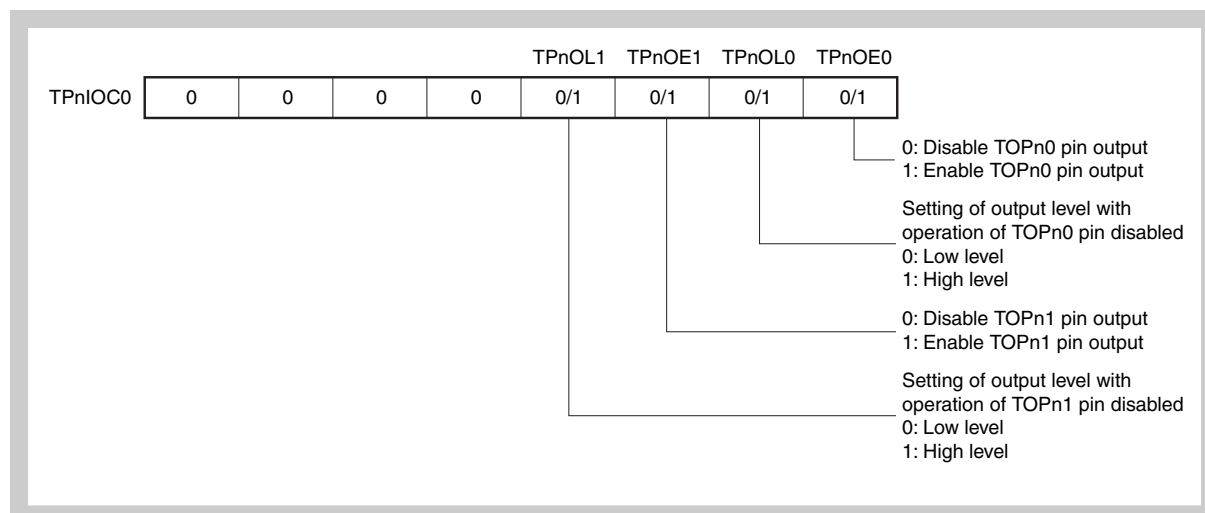 TPnOL1 TPnOE1 TPnOL0 TPnOE0
TPnIOC0 0 0 0 0 0/1 0/1 0/1 0/1
0: Disable TOPn0 pin output
1: Enable TOPn0 pin output
Setting of output level with
operation of TOPn0 pin disabled
0: Low level
1: High level
0: Disable TOPn1 pin output
1: Enable TOPn1 pin output
Setting of output level with
operation of TOPn1 pin disabled
0: Low level
1: High level